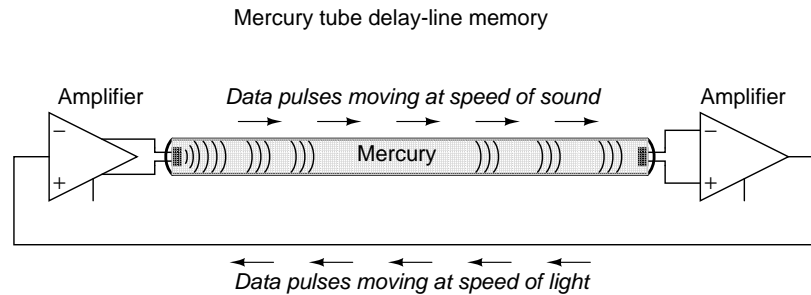 Mercury tube delay-line memory
Amplifier
Data pulses moving at speed of sound
Amplifier
−
Mercury
−
+
+
Data pulses moving at speed of light